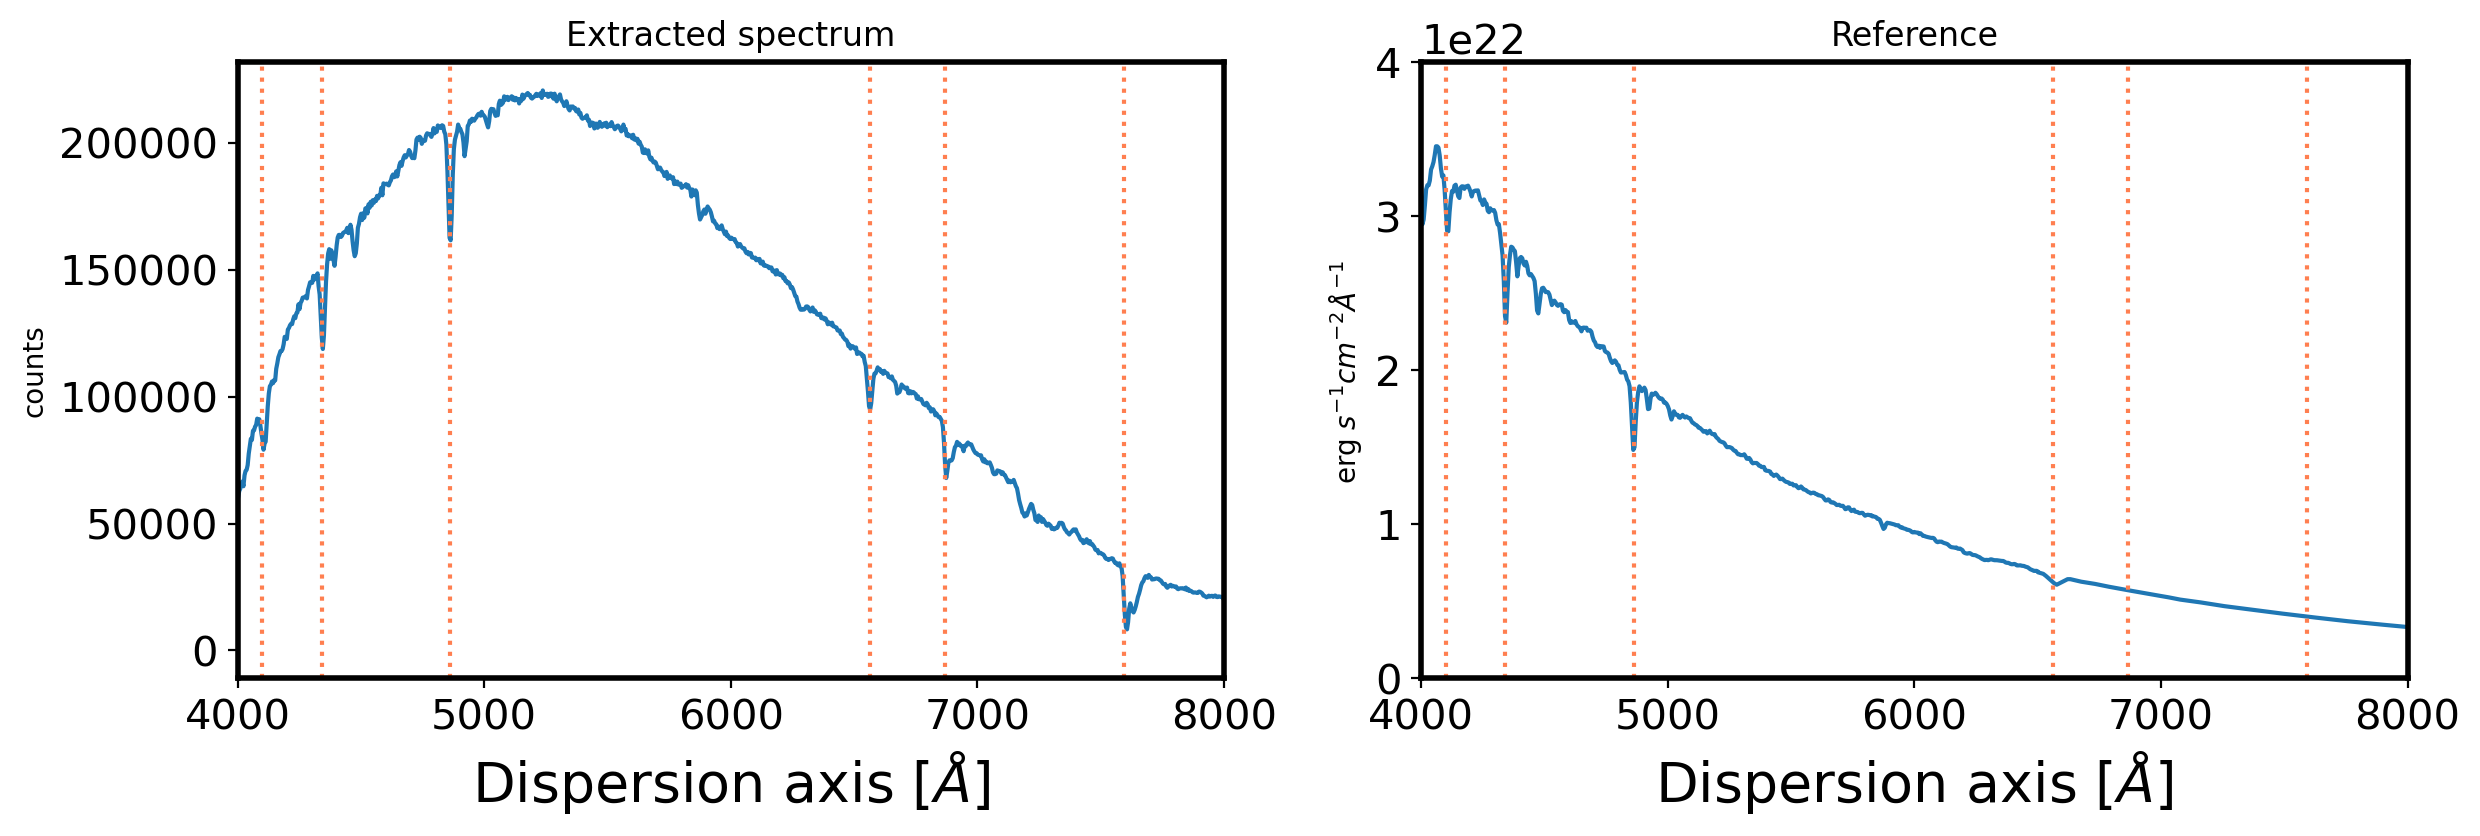 Extracted spectrum
counts
200000
150000
100000
50000
0
4000 5000 6000 7000 8000
Dispersion axis [Å]
Reference
1e22
erg s⁻¹cm⁻²Å⁻¹
4
3
2
1
0
4000 5000 6000 7000 8000
Dispersion axis [Å]